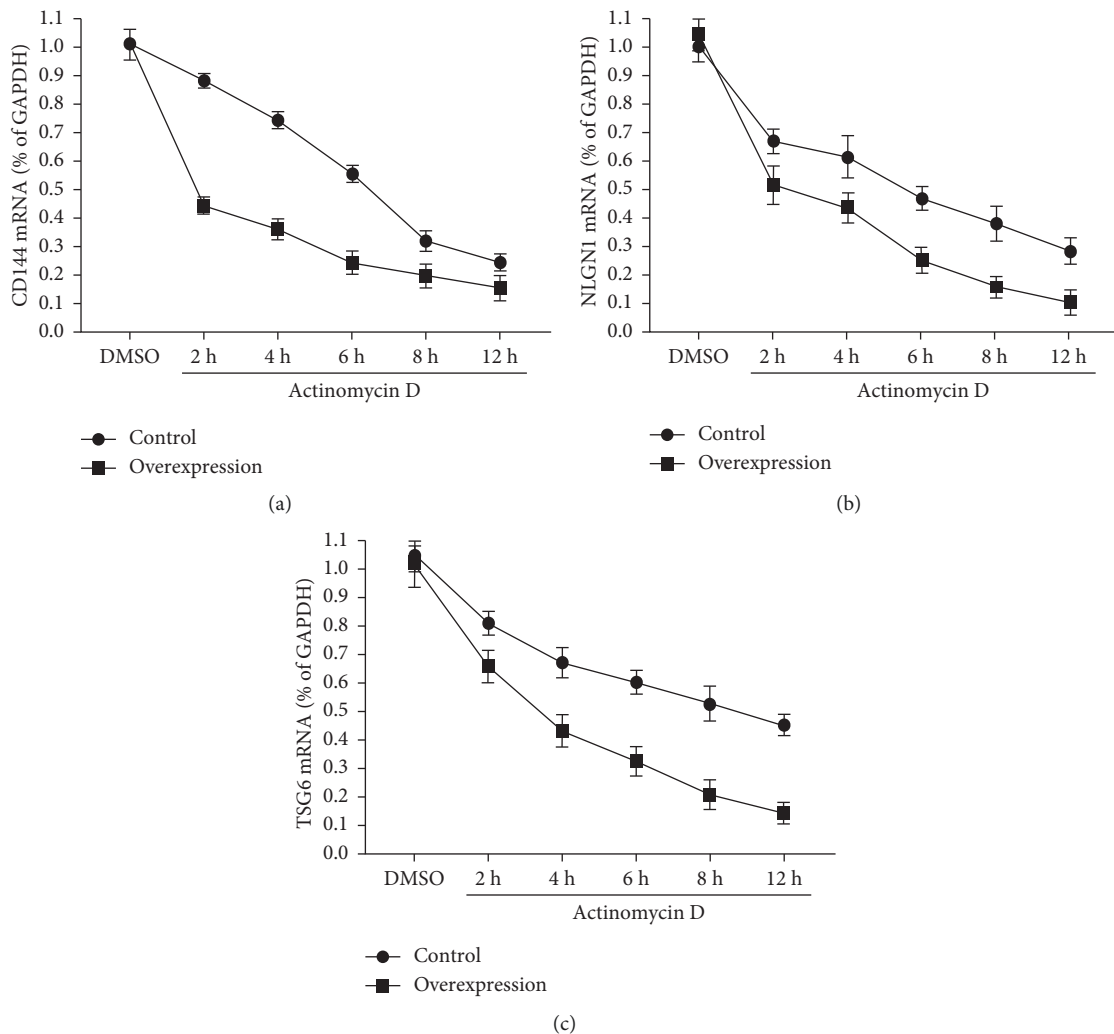 CD144 mRNA (% of GAPDH)
1.1
1.0
0.9
0.8
0.7
0.6
0.5
0.4
0.3
0.2
0.1
0.0
DMSO 2 h 4 h 6 h 8 h 12 h
Actinomycin D
Control
Overexpression
(a)
NLGN1 mRNA (% of GAPDH)
1.1
1.0
0.9
0.8
0.7
0.6
0.5
0.4
0.3
0.2
0.1
0.0
DMSO 2 h 4 h 6 h 8 h 12 h
Actinomycin D
Control
Overexpression
(b)
TSG6 mRNA (% of GAPDH)
1.1
1.0
0.9
0.8
0.7
0.6
0.5
0.4
0.3
0.2
0.1
0.0
DMSO 2 h 4 h 6 h 8 h 12 h
Actinomycin D
Control
Overexpression
(c)